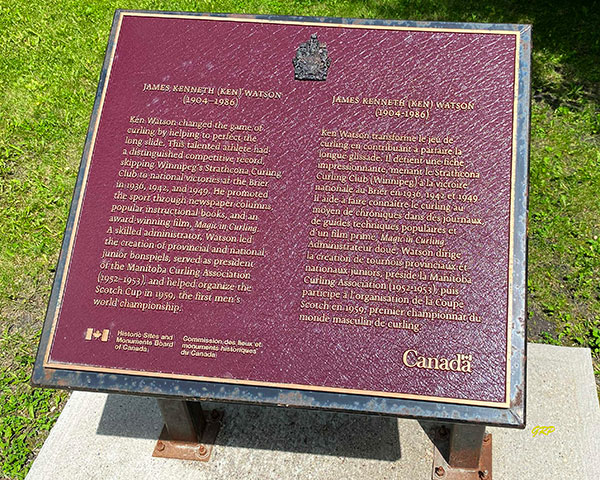 JAMES KENNETH (KEN) WATSON
(1904–1986)
Ken Watson changed the game of
curling by helping to perfect the
long slide. This talented athlete had
a distinguished competitive record,
skipping Winnipeg's Strathcona Curling
Club to national victories at the Brier
in 1936, 1942, and 1949. He promoted
the sport through newspaper columns,
popular instructional books, and an
award-winning film, Magic in Curling.
A skilled administrator, Watson led
the creation of provincial and national
junior bonspiels, served as president
of the Manitoba Curling Association
(1952–1953), and helped organize the
Scotch Cup in 1959, the first men's
world championship.
Historic Sites and
Monuments Board
of Canada
Commission des lieux et
monuments historiques
du Canada
JAMES KENNETH (KEN) WATSON
(1904-1986)
Ken Watson transforme le jeu de
curling en contribuant à parfaire la
longue glissade. Il détient une fiche
impressionnante, menant le Strathcona
Curling Club (Winnipeg) à la victoire
nationale au Brier en 1936, 1942 et 1949.
Il aide à faire connaître le curling au
moyen de chroniques dans des journaux,
de guides techniques populaires et
d'un film primé, Magic in Curling.
Administrateur doué, Watson dirige
la création de tournois provinciaux et
nationaux juniors, préside la Manitoba
Curling Association (1952-1953), puis
participe à l'organisation de la Coupe
Scotch en 1959, premier championnat du
monde masculin de curling.
Canada
GRP